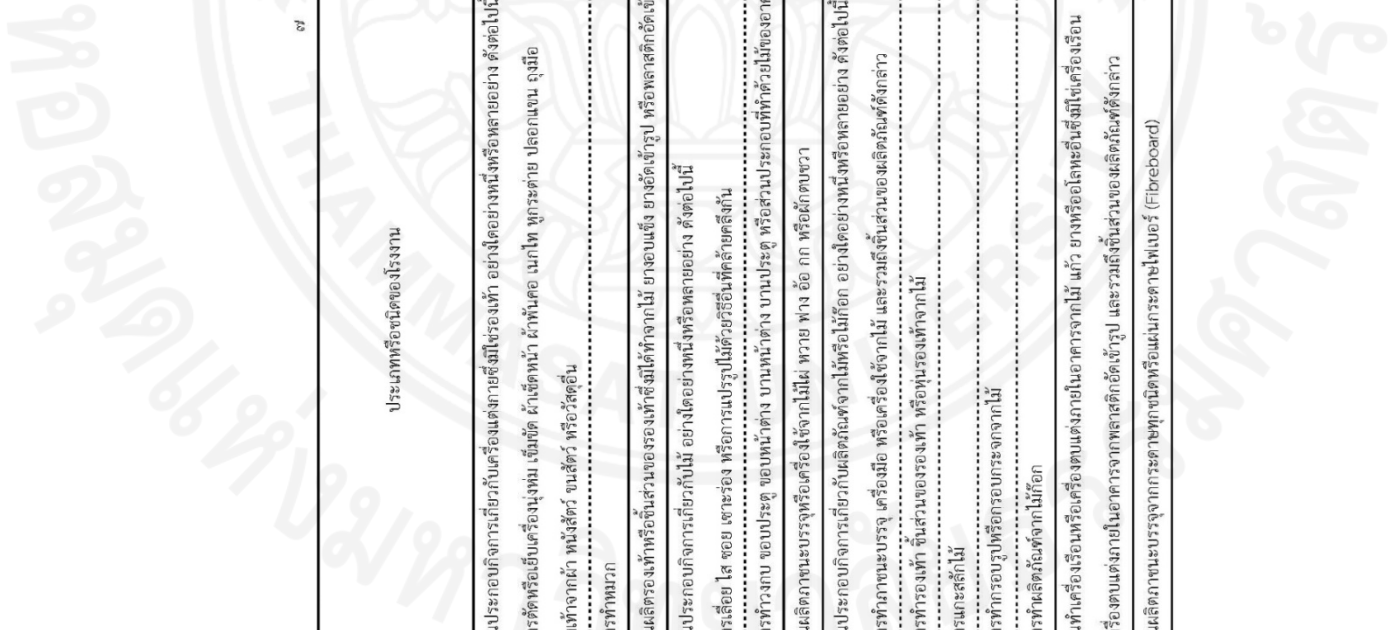 ๗
ประเภทหรือชนิดของโรงงาน
ประกอบกิจการเกี่ยวกับเครื่องแต่งกายซึ่งมิใช่รองเท้า อย่างใดอย่างหนึ่งหรือหลายอย่าง ดังต่อไปนี้
ตัดหรือเย็บเครื่องนุ่งห่ม เข็มขัด ผ้าเช็ดหน้า ผ้าพันคอ เนกไท หูกระต่าย ปลอกแขน ถุงมือ
เท้าจากผ้า หนังสัตว์ ขนสัตว์ หรือวัสดุอื่น
รทำหมวก
ผลิตรองเท้าหรือชิ้นส่วนของรองเท้าซึ่งมิได้ทำจากไม้ ยางอบแข็ง ยางอัดเข้ารูป หรือพลาสติกอัดเข้
ประกอบกิจการเกี่ยวกับไม้ อย่างใดอย่างหนึ่งหรือหลายอย่าง ดังต่อไปนี้
รเลื่อย ไส ซอย เซาะร่อง หรือการแปรรูปไม้ด้วยวิธีอื่นที่คล้ายคลึงกัน
รทำวงกบ ขอบประตู ขอบหน้าต่าง บานหน้าต่าง บานประตู หรือส่วนประกอบที่ทำด้วยไม้ของอาค
ผลิตภาชนะบรรจุหรือเครื่องใช้จากไม้ไผ่ หวาย ฟาง อ้อ กก หรือผักตบชวา
ประกอบกิจการเกี่ยวกับผลิตภัณฑ์จากไม้หรือไม้ก๊อก อย่างใดอย่างหนึ่งหรือหลายอย่าง ดังต่อไปนี้
รทำภาชนะบรรจุ เครื่องมือ หรือเครื่องใช้จากไม้ และรวมถึงชิ้นส่วนของผลิตภัณฑ์ดังกล่าว
รทำรองเท้า ชิ้นส่วนของรองเท้า หรือหุ่นรองเท้าจากไม้
รแกะสลักไม้
รทำกรอบรูปหรือกรอบกระจกจากไม้
รทำผลิตภัณฑ์จากไม้ก๊อก
ทำเครื่องเรือนหรือเครื่องตบแต่งภายในอาคารจากไม้ แก้ว ยางหรืออโลหะอื่นซึ่งมิใช่เครื่องเรือน
รื่องตบแต่งภายในอาคารจากพลาสติกอัดเข้ารูป และรวมถึงชิ้นส่วนของผลิตภัณฑ์ดังกล่าว
ผลิตภาชนะบรรจุจากกระดาษทุกชนิดหรือแผ่นกระดาษไฟเบอร์ (Fibreboard)